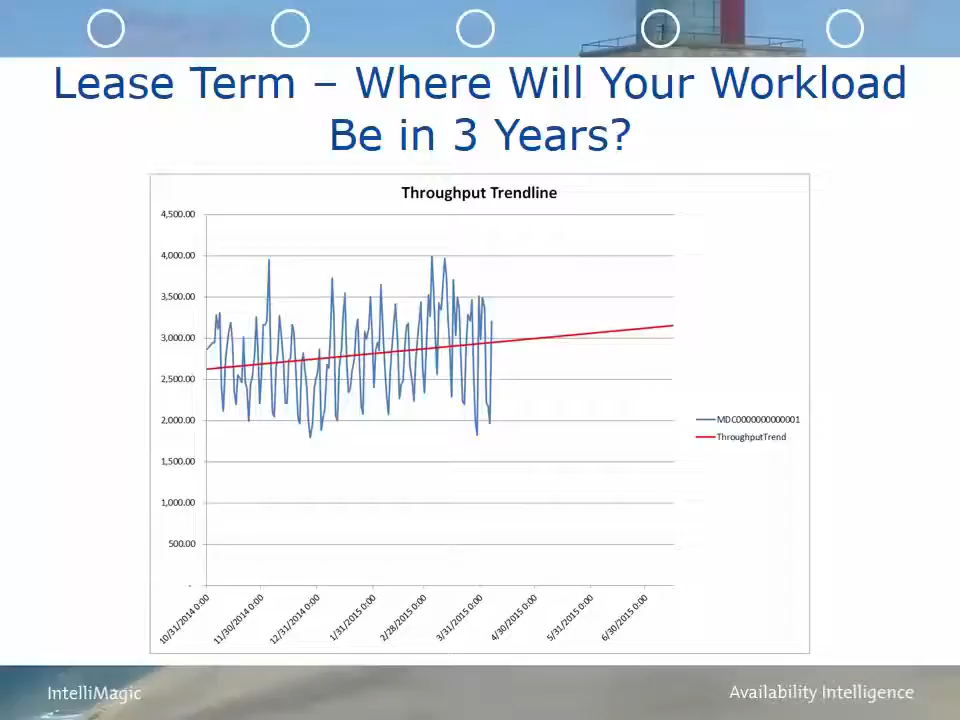 Lease Term – Where Will Your Workload
Be in 3 Years?
Throughput Trendline
4,500.00
4,000.00
3,500.00
3,000.00
2,500.00
2,000.00
1,500.00
1,000.00
500.00
-
10/31/2014 0:00
11/30/2014 0:00
12/31/2014 0:00
1/31/2015 0:00
2/28/2015 0:00
3/31/2015 0:00
4/30/2015 0:00
5/31/2015 0:00
6/30/2015 0:00
MDC0000000000001
ThroughputTrend
IntelliMagic
Availability Intelligence